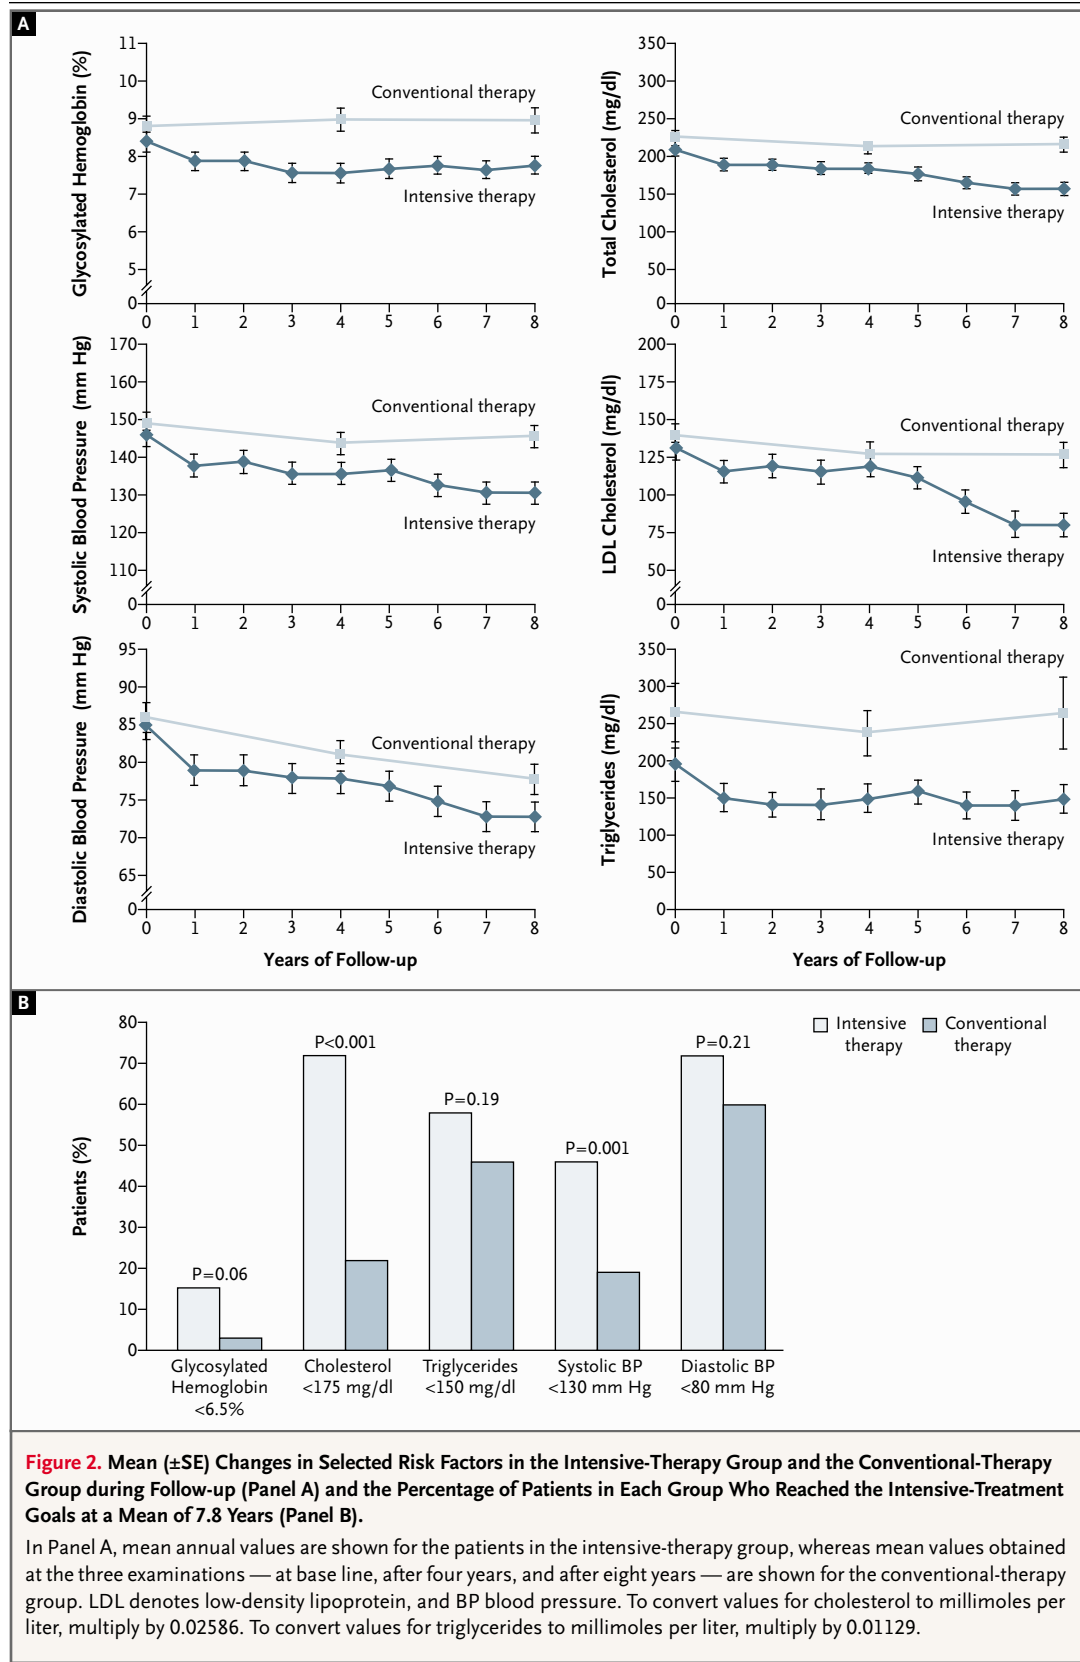 A
Glycosylated Hemoglobin (%)
11
10
9
8
7
6
5
0
Conventional therapy
Intensive therapy
0 1 2 3 4 5 6 7 8
Total Cholesterol (mg/dl)
350
300
250
200
150
100
50
0
Conventional therapy
Intensive therapy
0 1 2 3 4 5 6 7 8
Systolic Blood Pressure (mm Hg)
170
160
150
140
130
120
110
0
Conventional therapy
Intensive therapy
0 1 2 3 4 5 6 7 8
LDL Cholesterol (mg/dl)
200
175
150
125
100
75
50
0
Conventional therapy
Intensive therapy
0 1 2 3 4 5 6 7 8
Diastolic Blood Pressure (mm Hg)
95
90
85
80
75
70
65
0
Conventional therapy
Intensive therapy
0 1 2 3 4 5 6 7 8
Years of Follow-up
Triglycerides (mg/dl)
350
300
250
200
150
100
50
0
Conventional therapy
Intensive therapy
0 1 2 3 4 5 6 7 8
Years of Follow-up
B
Patients (%)
80
70
60
50
40
30
20
10
0
Intensive therapy
Conventional therapy
P=0.06
P<0.001
P=0.19
P=0.001
P=0.21
Glycosylated
Hemoglobin
<6.5%
Cholesterol
<175 mg/dl
Triglycerides
<150 mg/dl
Systolic BP
<130 mm Hg
Diastolic BP
<80 mm Hg
Figure 2. Mean (±SE) Changes in Selected Risk Factors in the Intensive-Therapy Group and the Conventional-Therapy
Group during Follow-up (Panel A) and the Percentage of Patients in Each Group Who Reached the Intensive-Treatment
Goals at a Mean of 7.8 Years (Panel B).
In Panel A, mean annual values are shown for the patients in the intensive-therapy group, whereas mean values obtained
at the three examinations — at base line, after four years, and after eight years — are shown for the conventional-therapy
group. LDL denotes low-density lipoprotein, and BP blood pressure. To convert values for cholesterol to millimoles per
liter, multiply by 0.02586. To convert values for triglycerides to millimoles per liter, multiply by 0.01129.